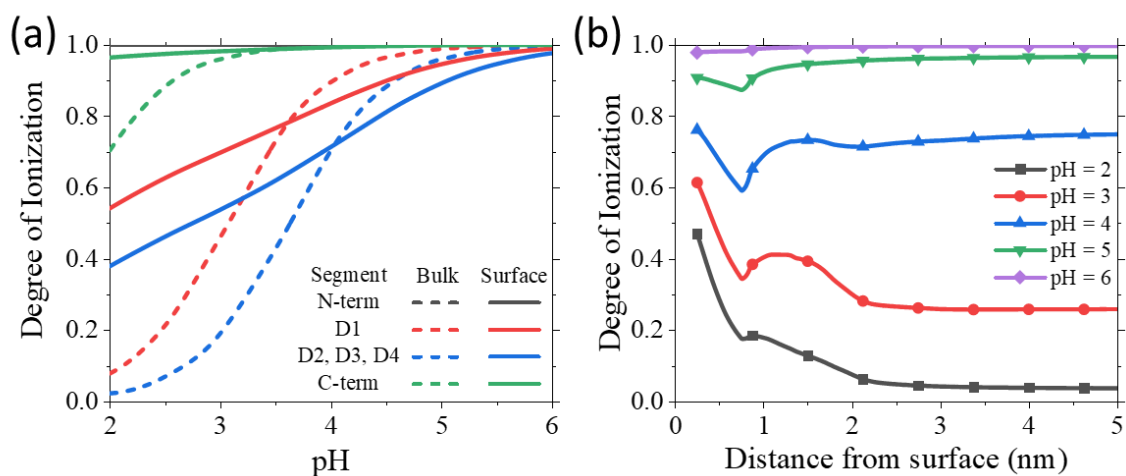 (a)
1.0
0.8
0.6
0.4
0.2
0.0
Degree of Ionization
Segment Bulk Surface
N-term
D1
D2, D3, D4
C-term
2 3 4 5 6
pH
(b)
1.0
0.8
0.6
0.4
0.2
0.0
Degree of Ionization
pH = 2
pH = 3
pH = 4
pH = 5
pH = 6
0 1 2 3 4 5
Distance from surface (nm)